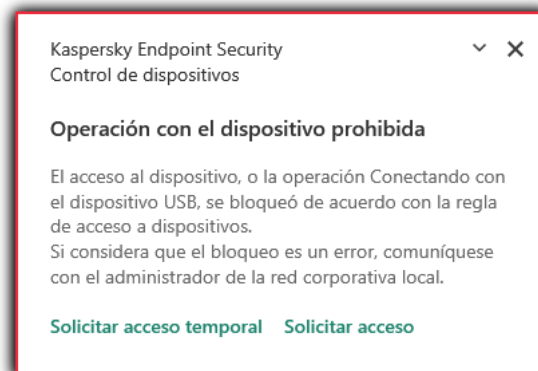 Kaspersky Endpoint Security
Control de dispositivos
Operación con el dispositivo prohibida
El acceso al dispositivo, o la operación Conectando con
el dispositivo USB, se bloqueó de acuerdo con la regla
de acceso a dispositivos.
Si considera que el bloqueo es un error, comuníquese
con el administrador de la red corporativa local.
Solicitar acceso temporal Solicitar acceso